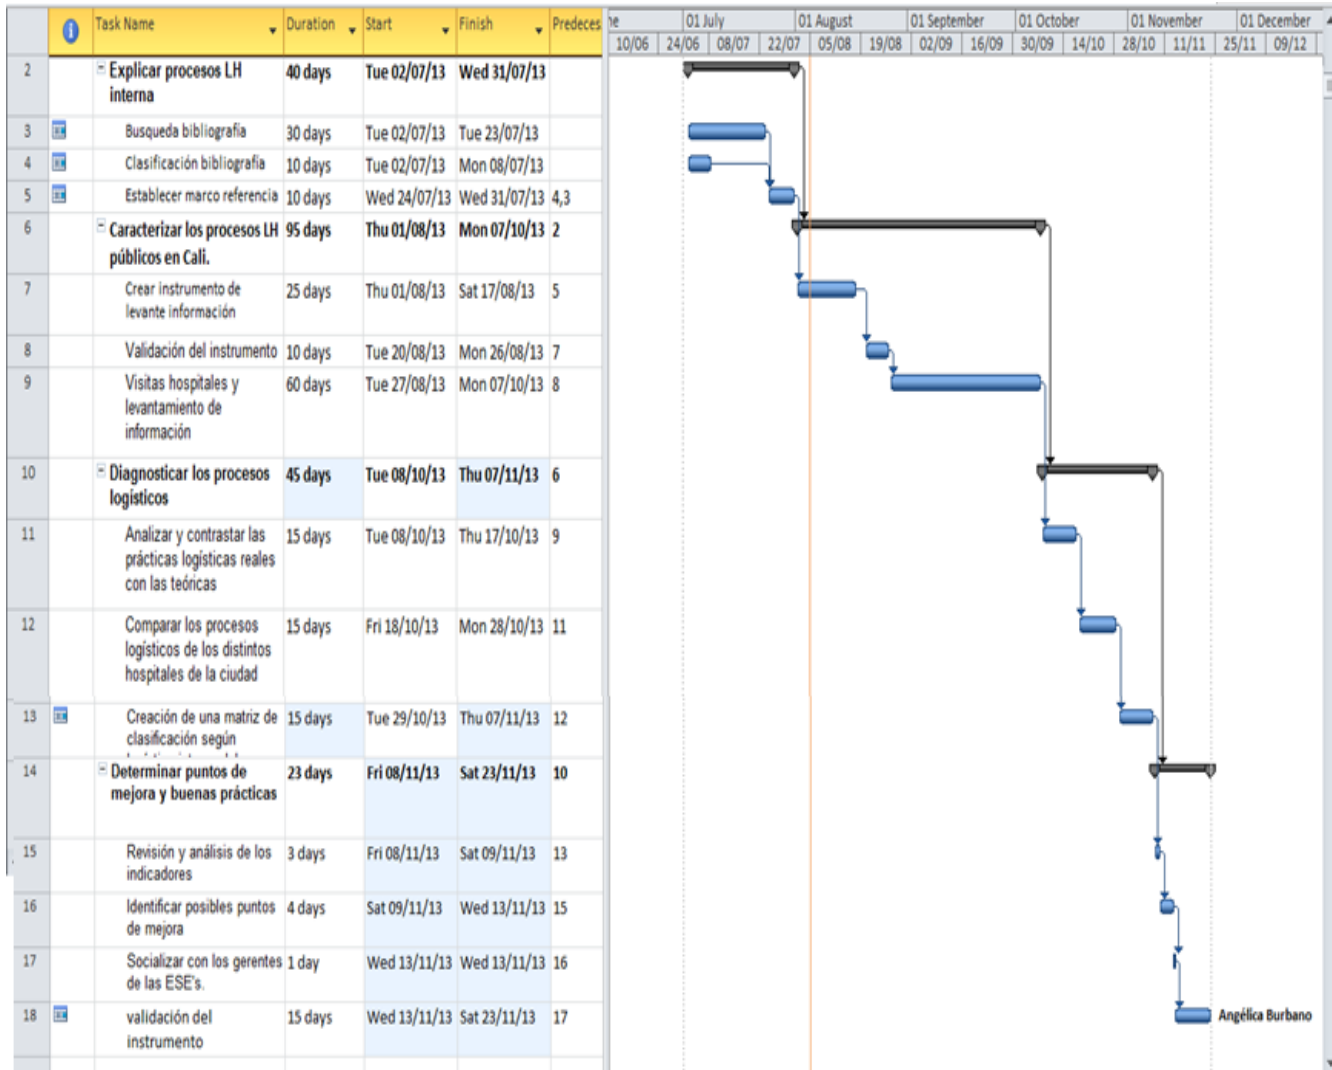 Task Name Duration Start Finish Predeces
01 July 01 August 01 September 01 October 01 November 01 December
10/06 24/06 08/07 22/07 05/08 19/08 02/09 16/09 30/09 14/10 28/10 11/11 25/11 09/12
2 Explicar procesos LH 40 days Tue 02/07/13 Wed 31/07/13
interna
3 Busqueda bibliografia 30 days Tue 02/07/13 Tue 23/07/13
4 Clasificación bibliografia 10 days Tue 02/07/13 Mon 08/07/13
5 Establecer marco referencia 10 days Wed 24/07/13 Wed 31/07/13 4,3
6 Caracterizar los procesos LH 95 days Thu 01/08/13 Mon 07/10/13 2
públicos en Cali.
7 Crear instrumento de 25 days Thu 01/08/13 Sat 17/08/13 5
levante información
8 Validación del instrumento 10 days Tue 20/08/13 Mon 26/08/13 7
9 Visitas hospitales y 60 days Tue 27/08/13 Mon 07/10/13 8
levantamiento de
información
10 Diagnosticar los procesos 45 days Tue 08/10/13 Thu 07/11/13 6
logísticos
11 Analizar y contrastar las 15 days Tue 08/10/13 Thu 17/10/13 9
prácticas logísticas reales
con las teóricas
12 Comparar los procesos 15 days Fri 18/10/13 Mon 28/10/13 11
logísticos de los distintos
hospitales de la ciudad
13 Creación de una matriz de 15 days Tue 29/10/13 Thu 07/11/13 12
clasificación según
14 Determinar puntos de 23 days Fri 08/11/13 Sat 23/11/13 10
mejora y buenas prácticas
15 Revisión y análisis de los 3 days Fri 08/11/13 Sat 09/11/13 13
indicadores
16 Identificar posibles puntos 4 days Sat 09/11/13 Wed 13/11/13 15
de mejora
17 Socializar con los gerentes 1 day Wed 13/11/13 Wed 13/11/13 16
de las ESE's.
18 validación del 15 days Wed 13/11/13 Sat 23/11/13 17
instrumento
Angélica Burbano